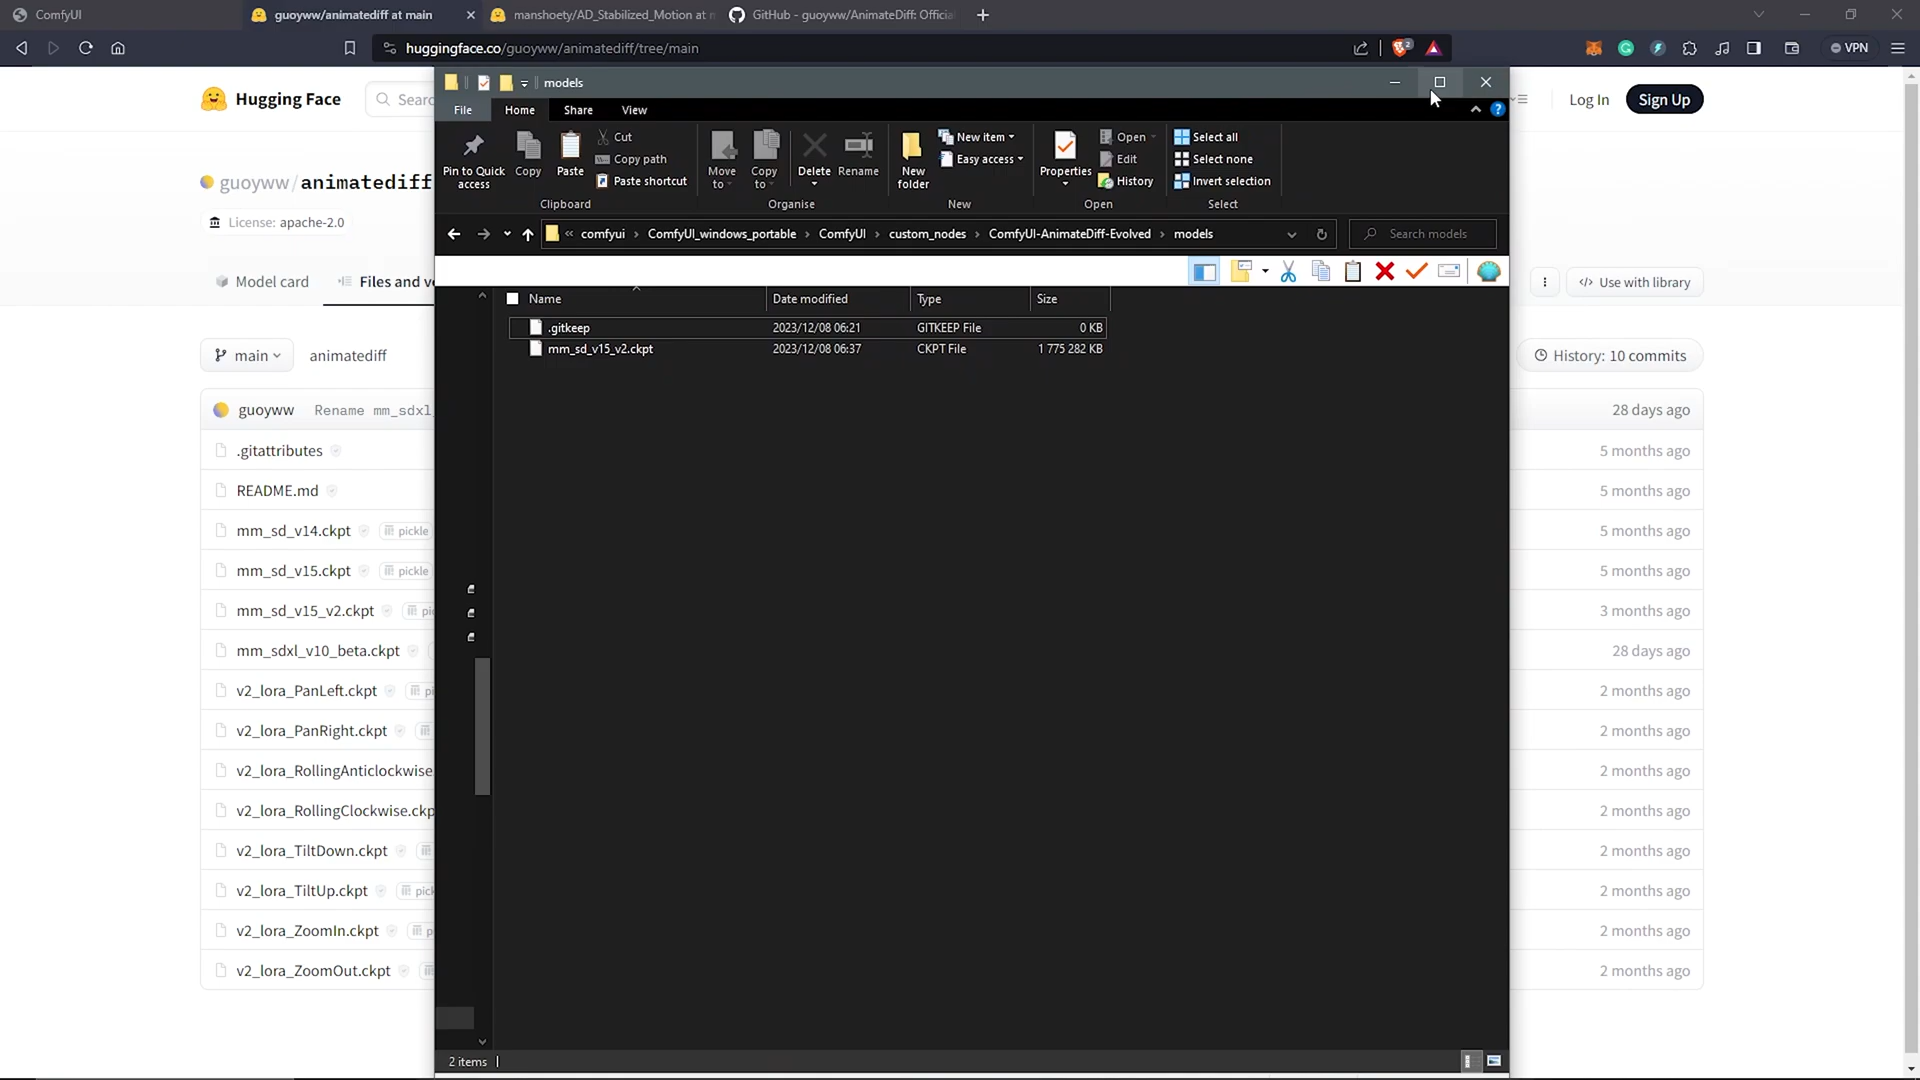 ComfyUI
guoyww/animatediff at main
manshoety/AD_Stabilized_Motion at m
GitHub - guoyww/AnimateDiff: Official
huggingface.co/guoyww/animatediff/tree/main
2
VPN
Hugging Face
Log In
Sign Up
models
File
Home
Share
View
Pin to Quick access
Copy
Paste
Cut
Copy path
Paste shortcut
Clipboard
Move to
Copy to
Delete
Rename
Organise
New folder
New item
Easy access
New
Properties
Open
Edit
History
Open
Select all
Select none
Invert selection
Select
guoyww/animatediff
License: apache-2.0
« comfyui › ComfyUI_windows_portable › ComfyUI › custom_nodes › ComfyUI-AnimateDiff-Evolved › models
Search models
Model card
Files and ve
Use with library
Name Date modified Type Size
.gitkeep 2023/12/08 06:21 GITKEEP File 0 KB
mm_sd_v15_v2.ckpt 2023/12/08 06:37 CKPT File 1 775 282 KB
main
animatediff
History: 10 commits
guoyww Rename mm_sdxl_ 28 days ago
.gitattributes 5 months ago
README.md 5 months ago
mm_sd_v14.ckpt pickle 5 months ago
mm_sd_v15.ckpt pickle 5 months ago
mm_sd_v15_v2.ckpt pi 3 months ago
mm_sdxl_v10_beta.ckpt 28 days ago
v2_lora_PanLeft.ckpt pi 2 months ago
v2_lora_PanRight.ckpt 2 months ago
v2_lora_RollingAnticlockwise 2 months ago
v2_lora_RollingClockwise.ckp 2 months ago
v2_lora_TiltDown.ckpt 2 months ago
v2_lora_TiltUp.ckpt pick 2 months ago
v2_lora_ZoomIn.ckpt p 2 months ago
v2_lora_ZoomOut.ckpt 2 months ago
2 items